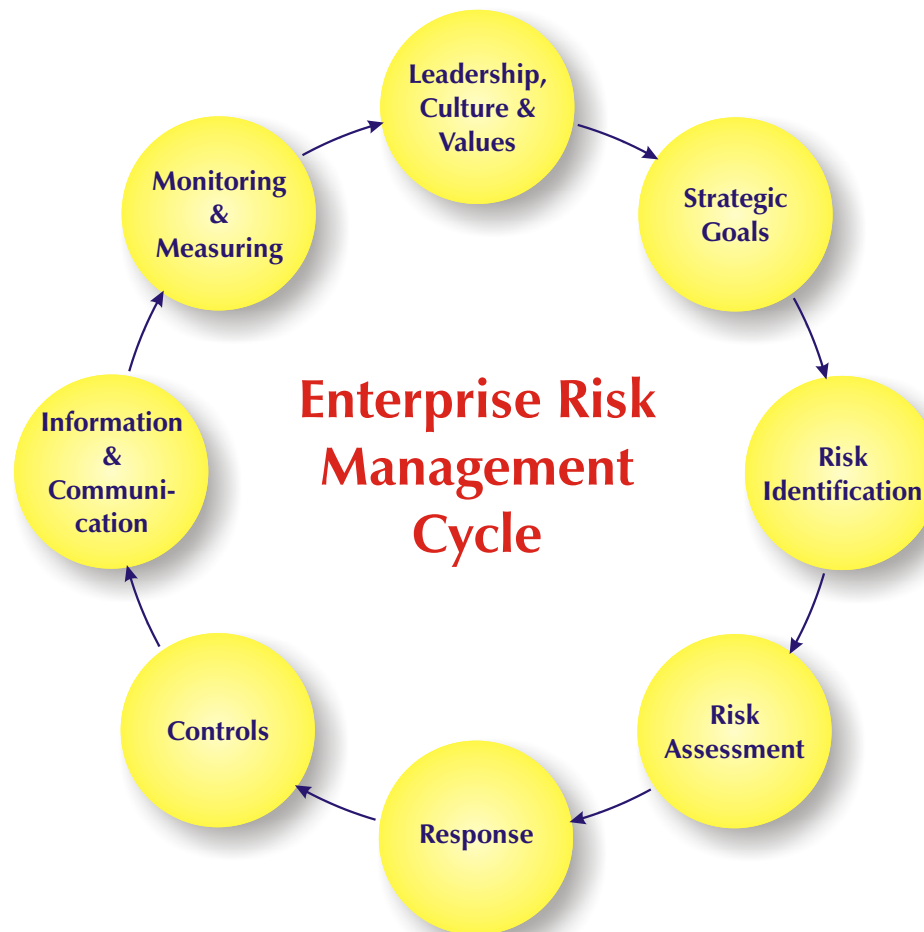 Leadership,
Culture &
Values
Strategic
Goals
Risk
Identification
Risk
Assessment
Response
Controls
Information
&
Communi-
cation
Monitoring
&
Measuring
Enterprise Risk
Management
Cycle